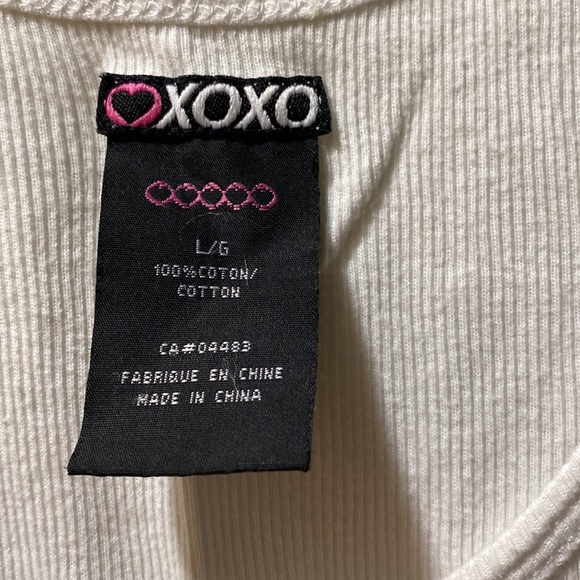 XOXO
L/G
100%COTON/
COTTON
CA#04483
FABRIQUE EN CHINE
MADE IN CHINA